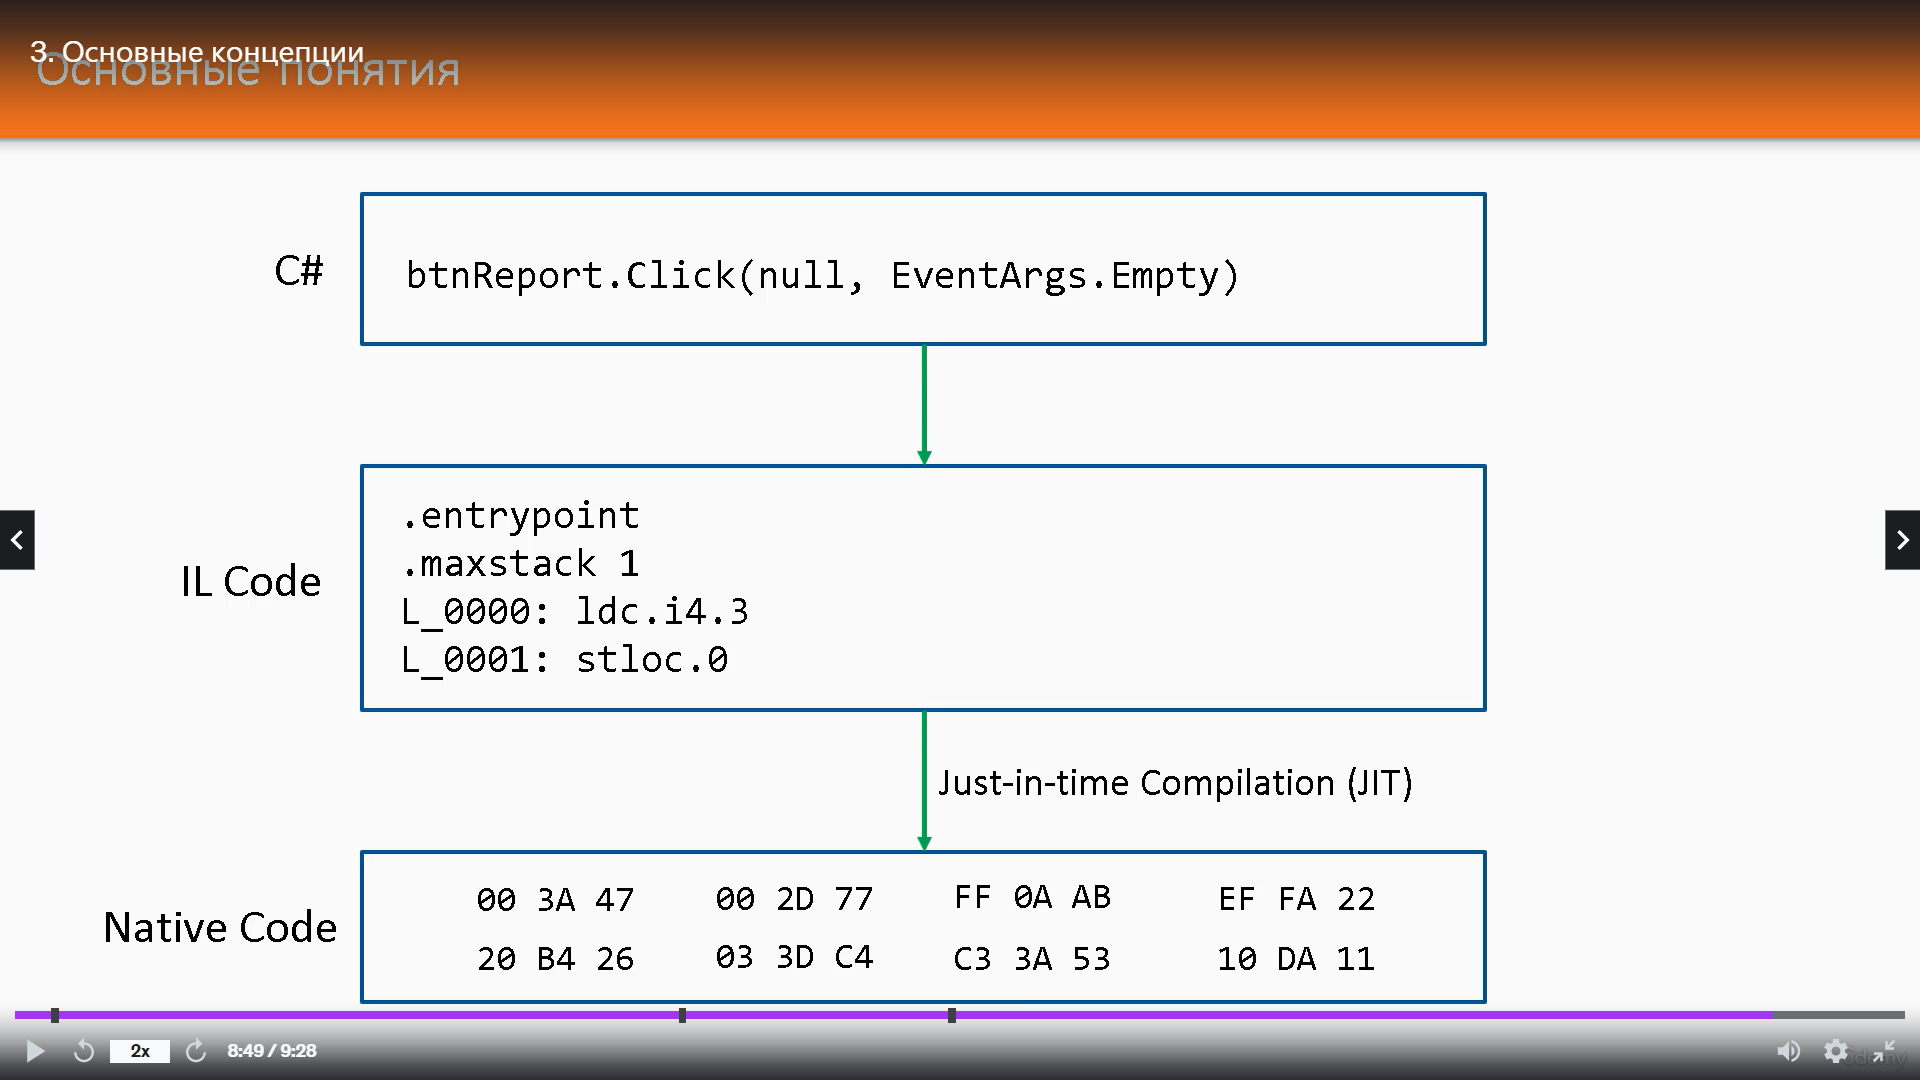 3. Основные концепции
Основные понятия
C#
btnReport.Click(null, EventArgs.Empty)
IL Code
.entrypoint
.maxstack 1
L_0000: ldc.i4.3
L_0001: stloc.0
Just-in-time Compilation (JIT)
Native Code
00 3A 47 00 2D 77 FF 0A AB EF FA 22
20 B4 26 03 3D C4 C3 3A 53 10 DA 11
2x
8:49 / 9:28